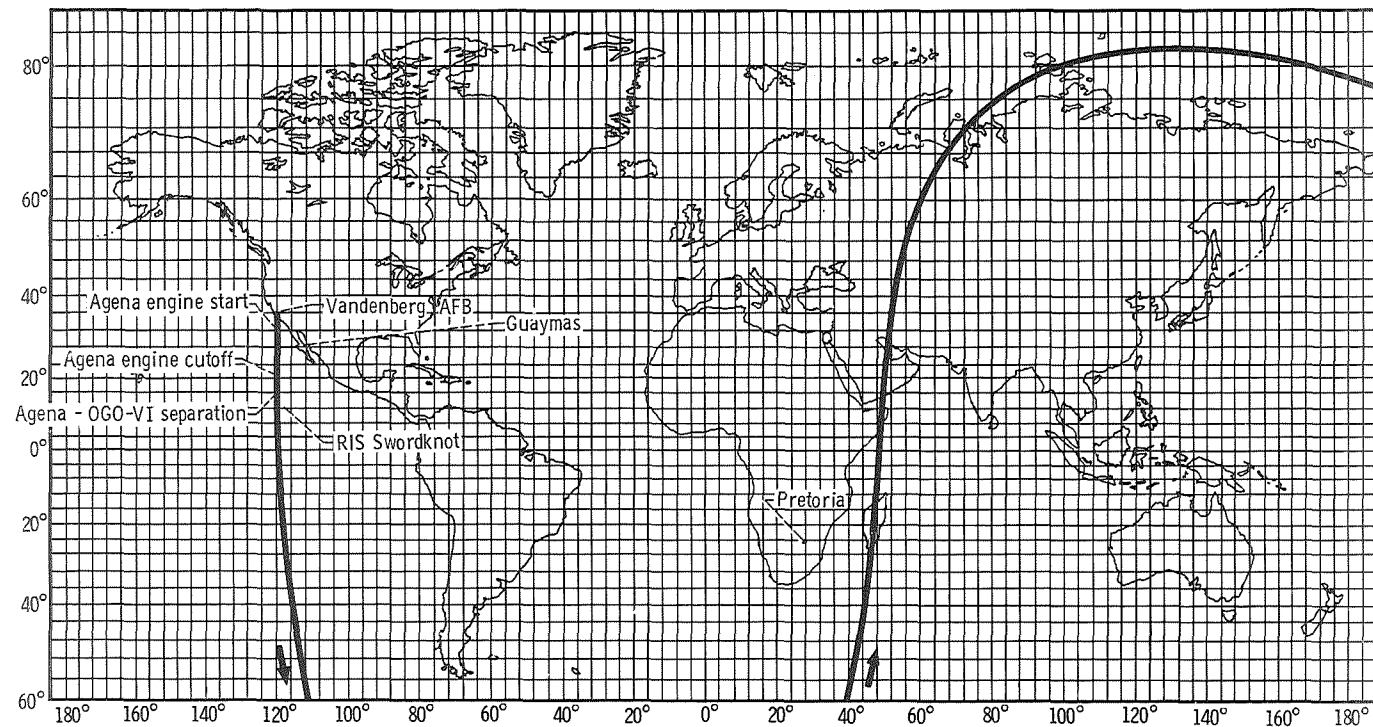 80°
60°
40°
Agena engine start
Vandenberg AFB
Guaymas
Agena engine cutoff
20°
Agena - OGO-VI separation
RIS Swordknot
0°
Pretoria
20°
40°
60°
180° 160° 140° 120° 100° 80° 60° 40° 20° 0° 20° 40° 60° 80° 100° 120° 140° 160° 180°